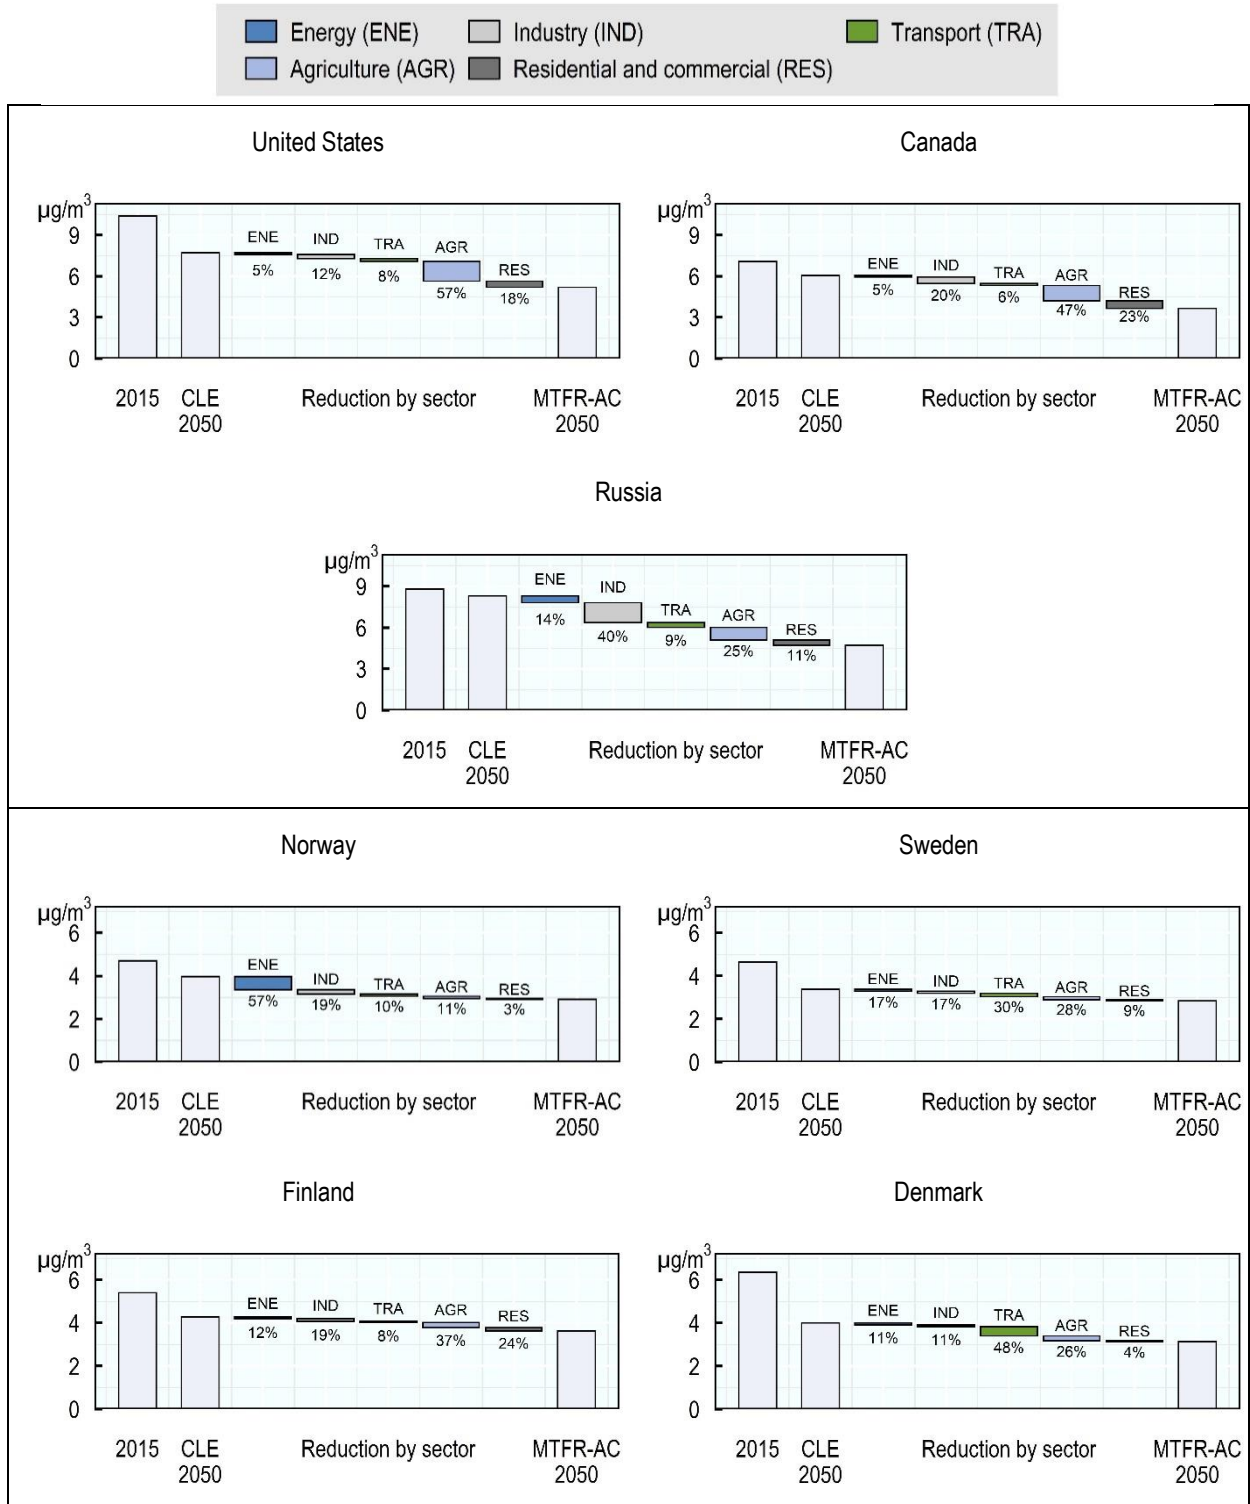 Energy (ENE) Industry (IND) Transport (TRA)
Agriculture (AGR) Residential and commercial (RES)
United States
µg/m³
9
6
3
0
ENE IND TRA AGR RES
5% 12% 8% 57% 18%
2015 CLE Reduction by sector MTFR-AC
2050 2050
Canada
µg/m³
9
6
3
0
ENE IND TRA AGR RES
5% 20% 6% 47% 23%
2015 CLE Reduction by sector MTFR-AC
2050 2050
Russia
µg/m³
9
6
3
0
ENE IND TRA AGR RES
14% 40% 9% 25% 11%
2015 CLE Reduction by sector MTFR-AC
2050 2050
Norway
µg/m³
6
4
2
0
ENE IND TRA AGR RES
57% 19% 10% 11% 3%
2015 CLE Reduction by sector MTFR-AC
2050 2050
Sweden
µg/m³
6
4
2
0
ENE IND TRA AGR RES
17% 17% 30% 28% 9%
2015 CLE Reduction by sector MTFR-AC
2050 2050
Finland
µg/m³
6
4
2
0
ENE IND TRA AGR RES
12% 19% 8% 37% 24%
2015 CLE Reduction by sector MTFR-AC
2050 2050
Denmark
µg/m³
6
4
2
0
ENE IND TRA AGR RES
11% 11% 48% 26% 4%
2015 CLE Reduction by sector MTFR-AC
2050 2050